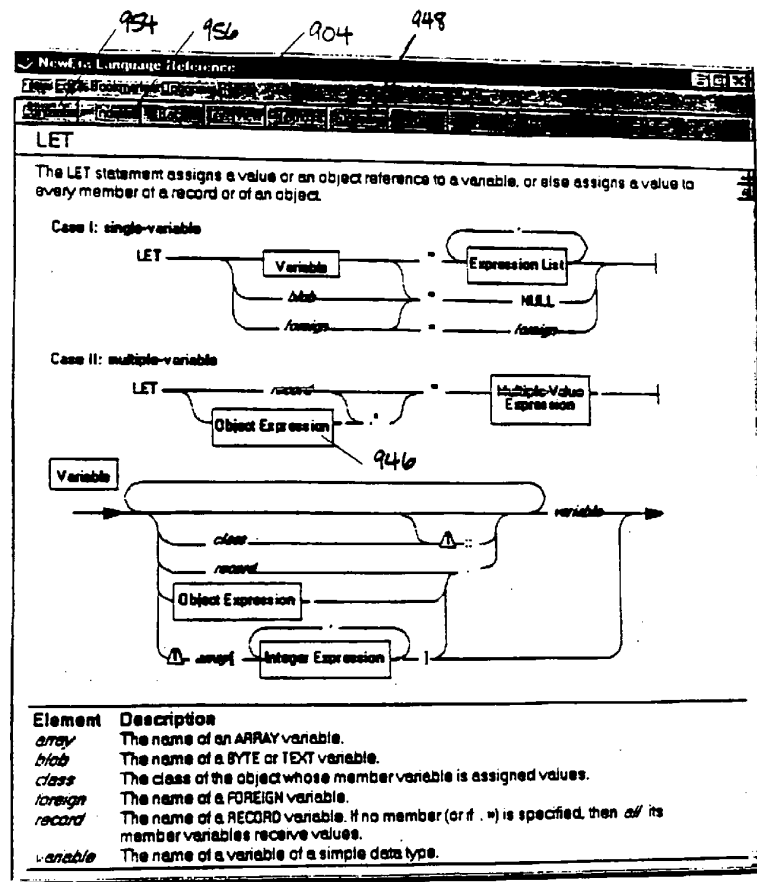 954 956 904 948
NewEra Language Reference
LET
The LET statement assigns a value or an object reference to a variable, or else assigns a value to
every member of a record or of an object.
Case I: single-variable
LET Variable = Expression List
,
blob = NULL
foreign = foreign
Case II: multiple-variable
LET record = Multiple-Value
Expression
Object Expression .*
946
Variable
variable
class ! ::
record .
Object Expression
,
! array[ Integer Expression ]
Element Description
array The name of an ARRAY variable.
blob The name of a BYTE or TEXT variable.
class The class of the object whose member variable is assigned values.
foreign The name of a FOREIGN variable.
record The name of a RECORD variable. If no member (or if . *) is specified, then all its
member variables receive values.
variable The name of a variable of a simple data type.